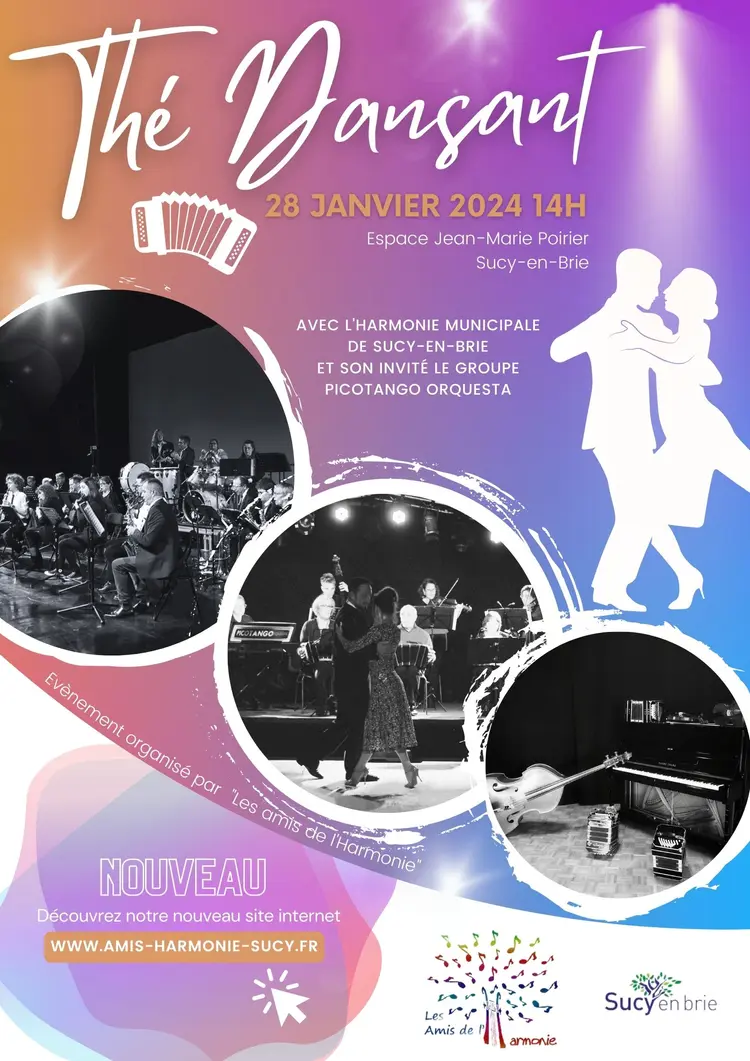 Thé Dansant
28 JANVIER 2024 14H
Espace Jean-Marie Poirier
Sucy-en-Brie
AVEC L'HARMONIE MUNICIPALE
DE SUCY-EN-BRIE
ET SON INVITÉ LE GROUPE
PICOTANGO ORQUESTA
PICOTANGO
Evènement organisé par "Les amis de l'Harmonie"
NOUVEAU
Découvrez notre nouveau site internet
WWW.AMIS-HARMONIE-SUCY.FR
Les
Amis de l'Harmonie
Sucy en brie